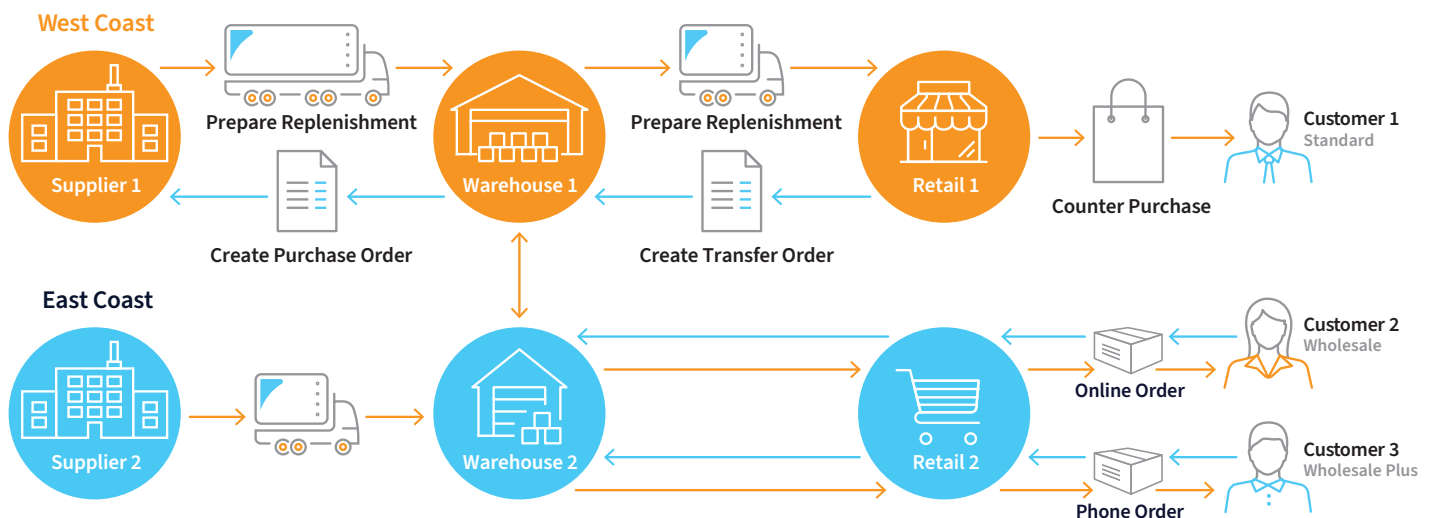 West Coast
Prepare Replenishment
Prepare Replenishment
Customer 1
Standard
Supplier 1
Warehouse 1
Retail 1
Counter Purchase
Create Purchase Order
Create Transfer Order
East Coast
Customer 2
Wholesale
Online Order
Customer 3
Wholesale Plus
Supplier 2
Warehouse 2
Retail 2
Phone Order